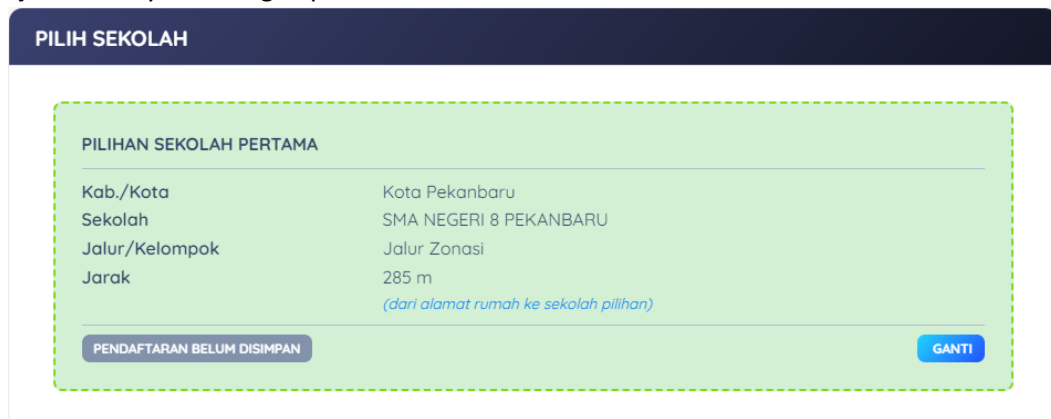 PILIH SEKOLAH
PILIHAN SEKOLAH PERTAMA
Kab./Kota Kota Pekanbaru
Sekolah SMA NEGERI 8 PEKANBARU
Jalur/Kelompok Jalur Zonasi
Jarak 285 m
(dari alamat rumah ke sekolah pilihan)
PENDAFTARAN BELUM DISIMPAN GANTI